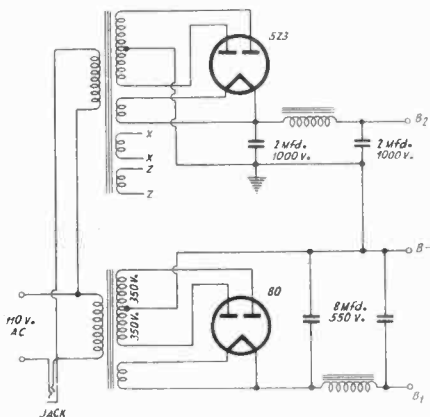 5Z3
B2
X
X
Z
Z
2 Mfd.
1000 V.
2 Mfd.
1000 V.
B-
350 V.
350 V.
80
110 V.
AC
8 Mfd.
550 V.
B1
JACK